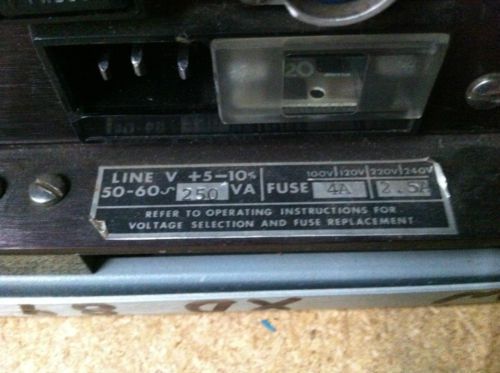 20
LINE V +5-10%
50-60∿ 250 VA
FUSE
100V 120V 220V 240V
4A 2.5A
REFER TO OPERATING INSTRUCTIONS FOR
VOLTAGE SELECTION AND FUSE REPLACEMENT